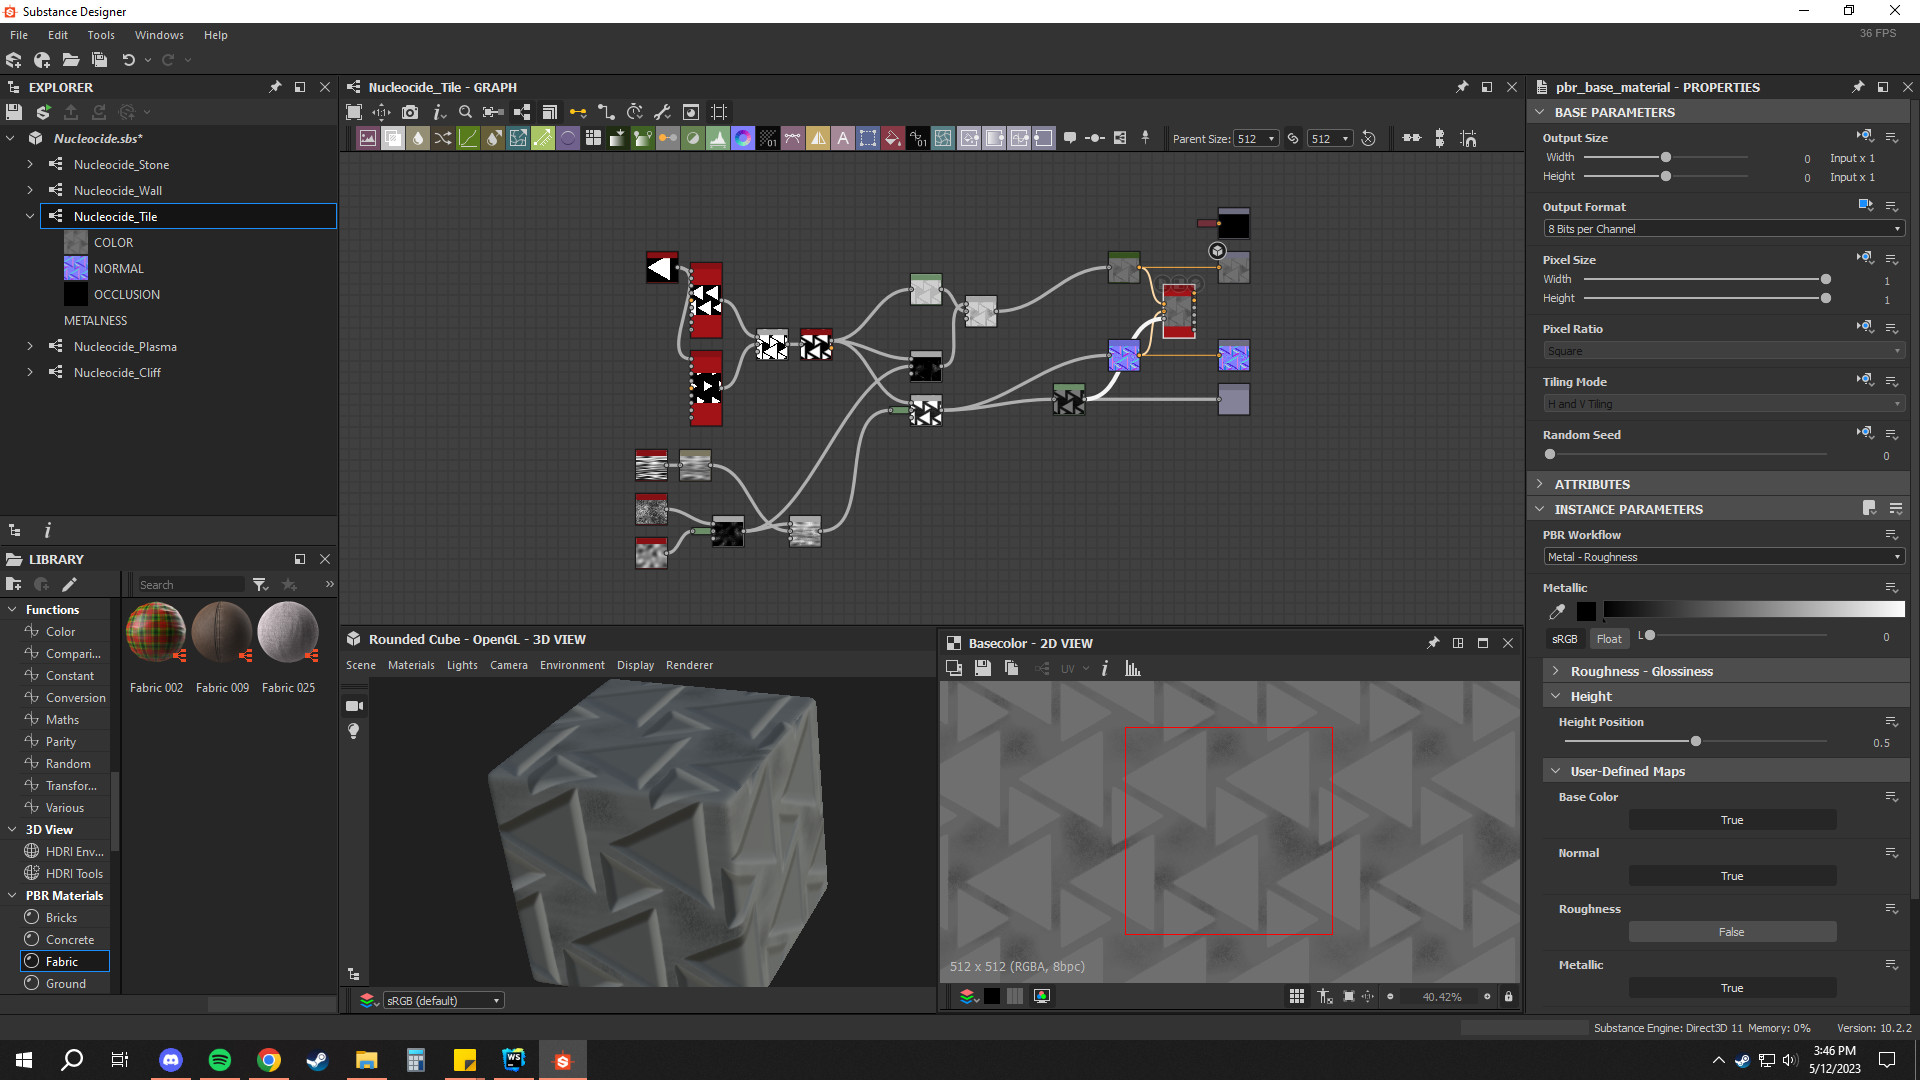 Substance Designer
File Edit Tools Windows Help
36 FPS
EXPLORER
Nucleocide.sbs*
Nucleocide_Stone
Nucleocide_Wall
Nucleocide_Tile
COLOR
NORMAL
OCCLUSION
METALNESS
Nucleocide_Plasma
Nucleocide_Cliff
LIBRARY
Search
Functions
Color
Compari...
Constant
Conversion
Maths
Parity
Random
Transfor...
Various
3D View
HDRI Env...
HDRI Tools
PBR Materials
Bricks
Concrete
Fabric
Ground
Fabric 002 Fabric 009 Fabric 025
Nucleocide_Tile - GRAPH
Parent Size: 512 512
Rounded Cube - OpenGL - 3D VIEW
Scene Materials Lights Camera Environment Display Renderer
sRGB (default)
Basecolor - 2D VIEW
UV
512 x 512 (RGBA, 8bpc)
40.42%
pbr_base_material - PROPERTIES
BASE PARAMETERS
Output Size
Width 0 Input x 1
Height 0 Input x 1
Output Format
8 Bits per Channel
Pixel Size
Width 1
Height 1
Pixel Ratio
Square
Tiling Mode
H and V Tiling
Random Seed
0
ATTRIBUTES
INSTANCE PARAMETERS
PBR Workflow
Metal - Roughness
Metallic
sRGB Float L 0
Roughness - Glossiness
Height
Height Position
0.5
User-Defined Maps
Base Color
True
Normal
True
Roughness
False
Metallic
True
Substance Engine: Direct3D 11 Memory: 0% Version: 10.2.2
3:46 PM
5/12/2023